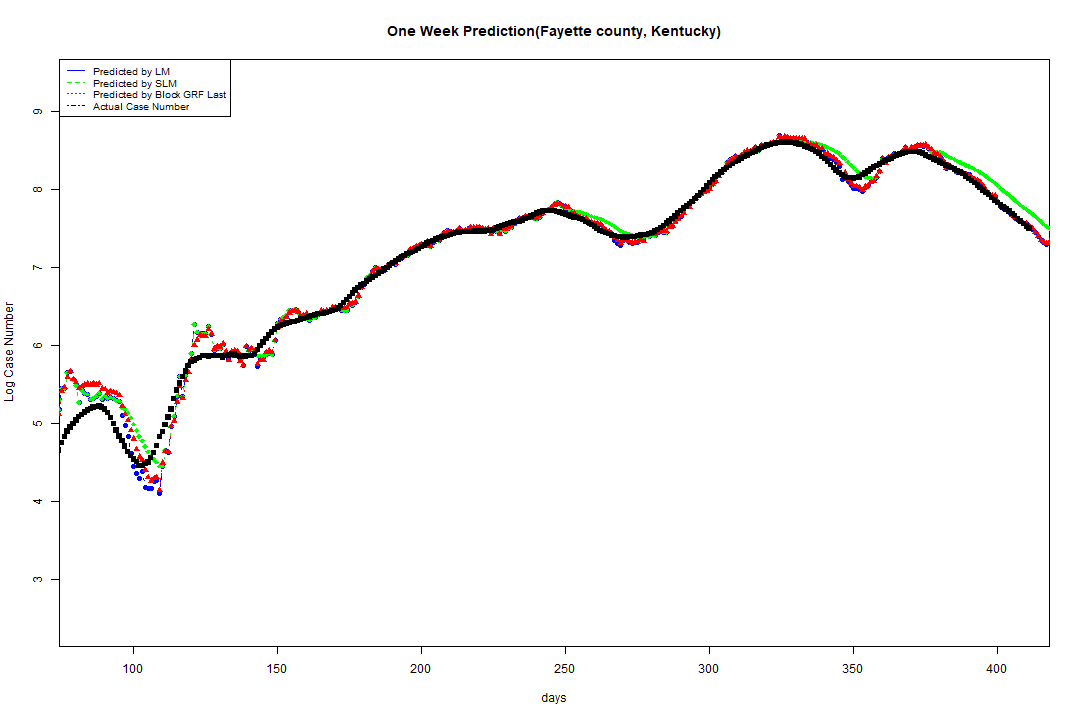 One Week Prediction(Fayette county, Kentucky)
Predicted by LM
Predicted by SLM
Predicted by Block GRF Last
Actual Case Number
9
8
7
6
5
4
3
Log Case Number
100 150 200 250 300 350 400
days